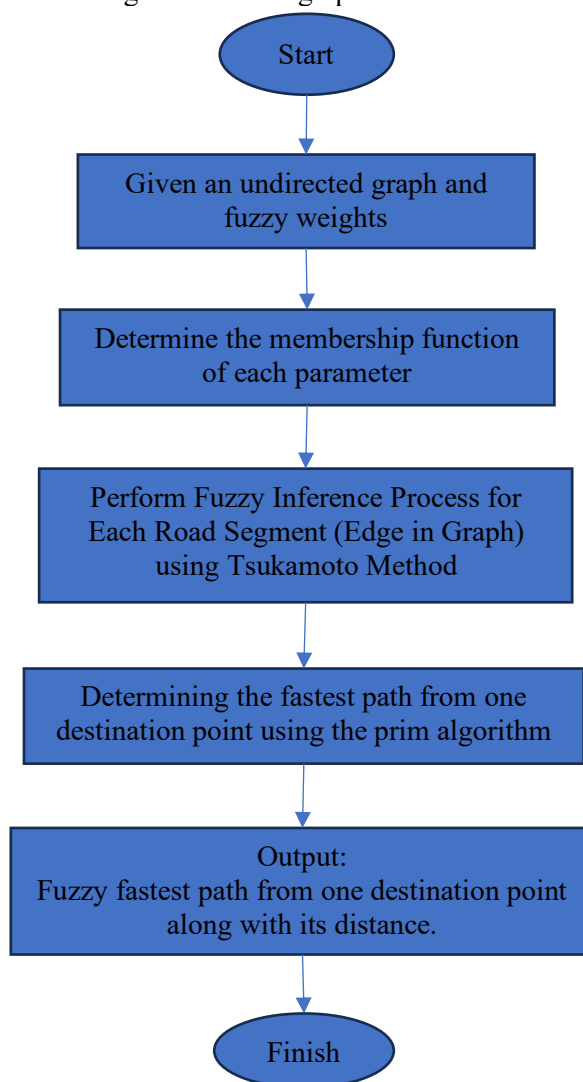 Start
Given an undirected graph and
fuzzy weights
Determine the membership function
of each parameter
Perform Fuzzy Inference Process for
Each Road Segment (Edge in Graph)
using Tsukamoto Method
Determining the fastest path from one
destination point using the prim algorithm
Output:
Fuzzy fastest path from one destination point
along with its distance.
Finish